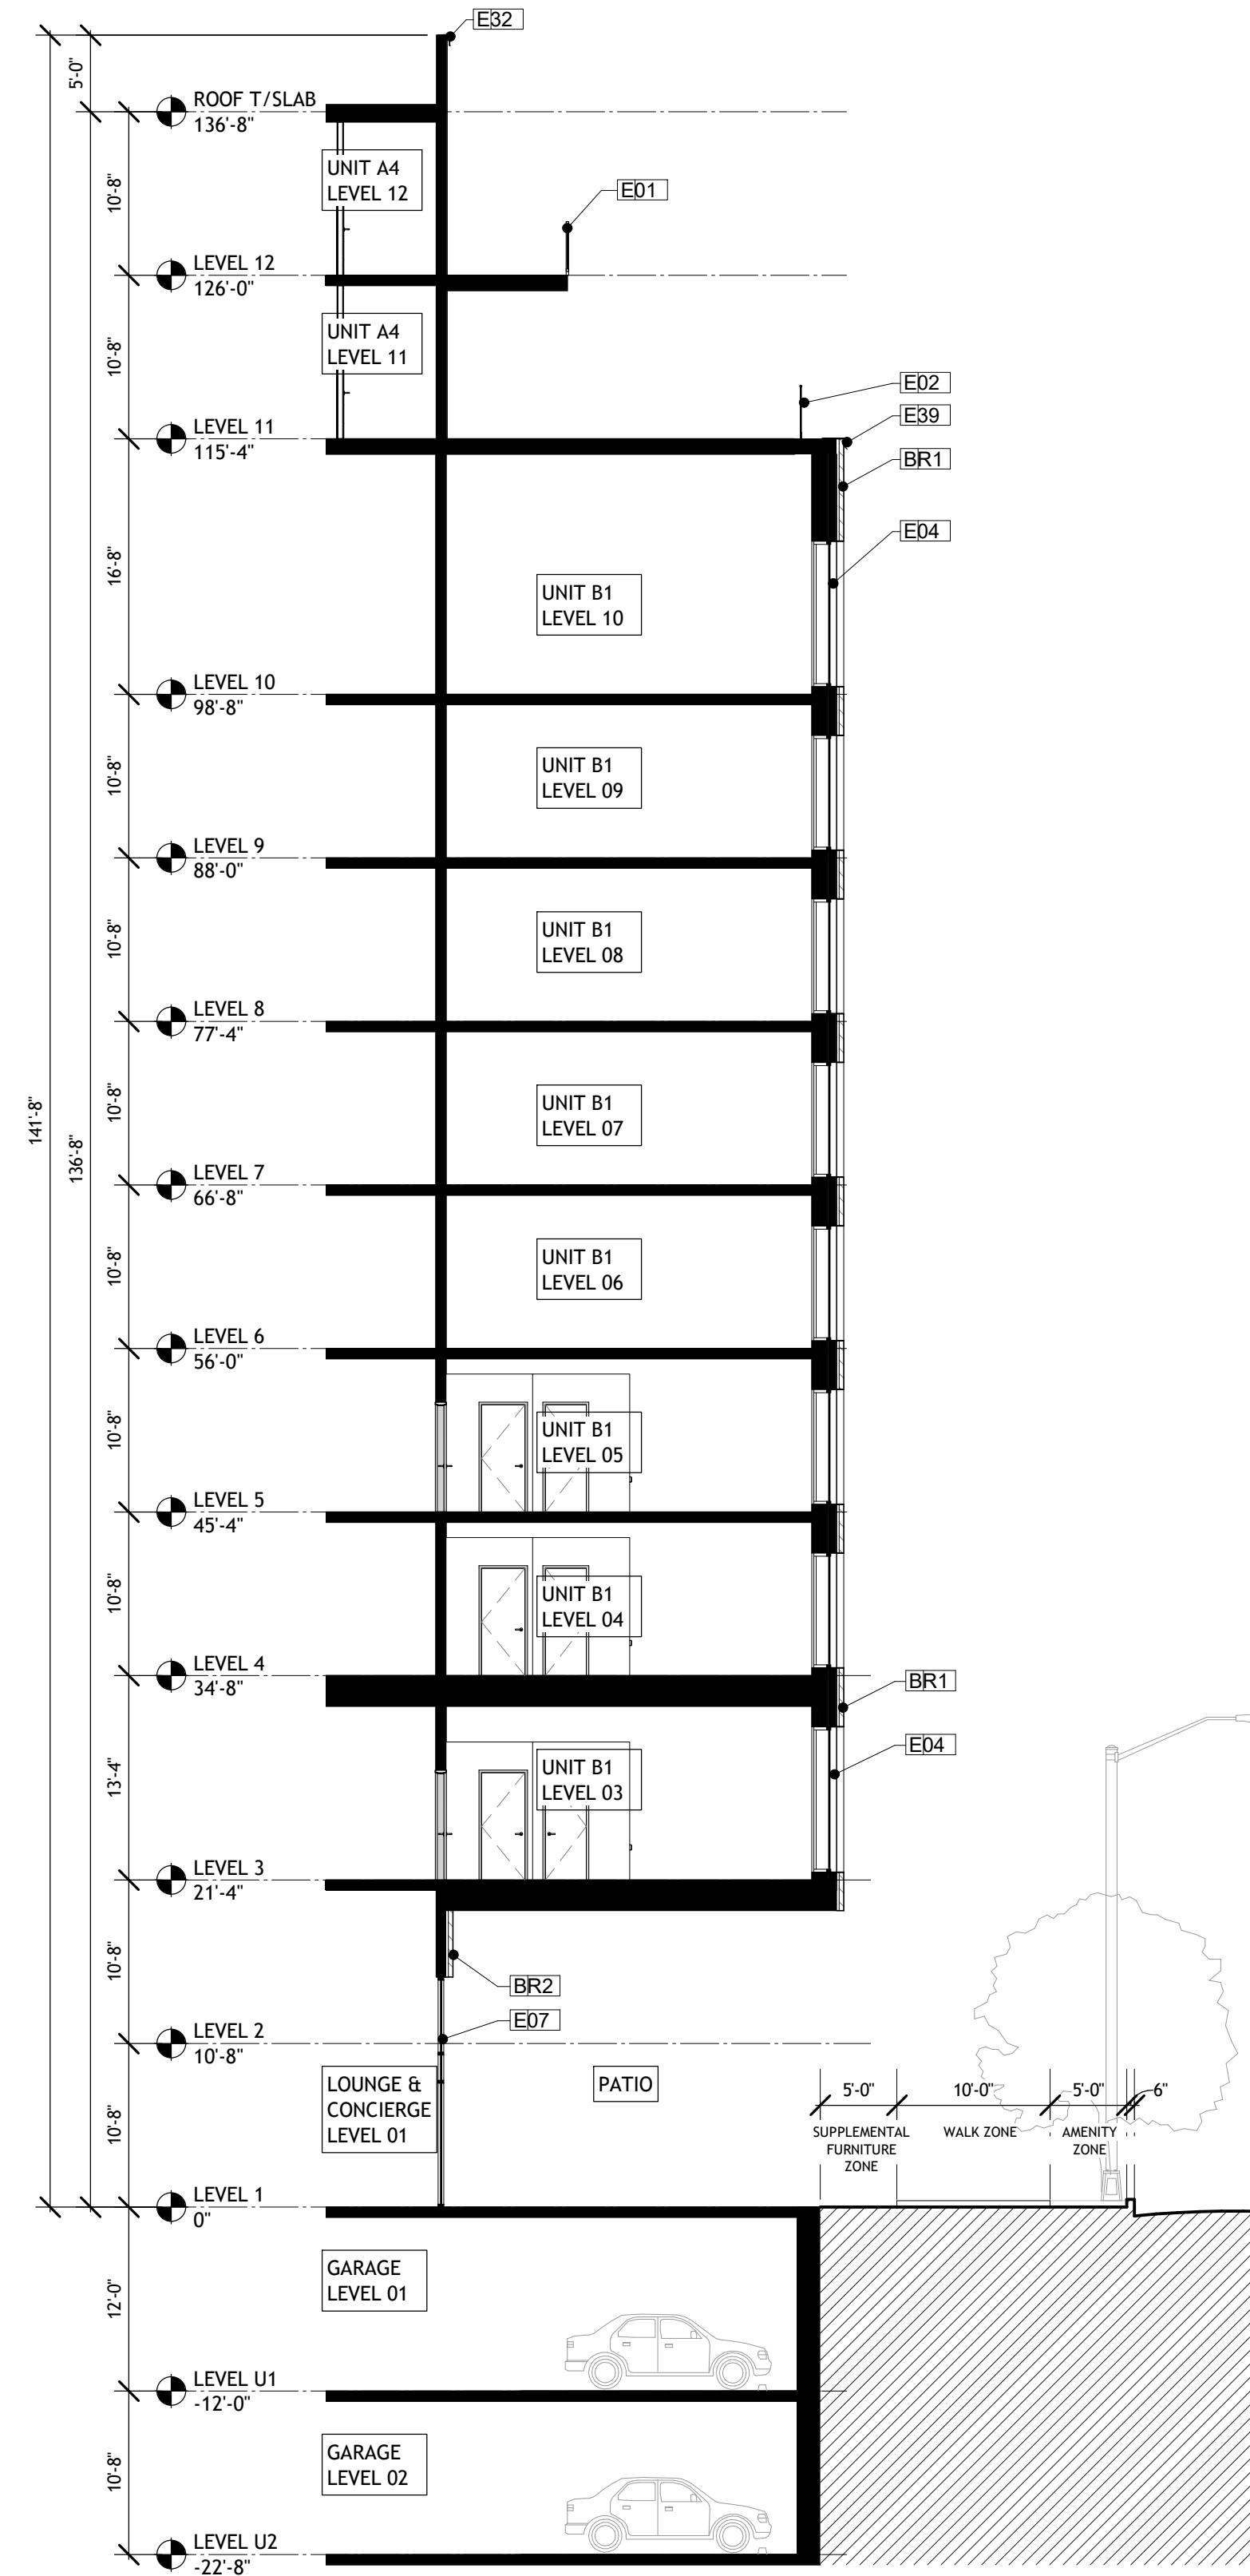 E32
5'-0"
ROOF T/SLAB
136'-8"
UNIT A4
LEVEL 12
10'-8"
E01
LEVEL 12
126'-0"
UNIT A4
LEVEL 11
10'-8"
E02
E39
LEVEL 11
115'-4"
BR1
E04
16'-8"
UNIT B1
LEVEL 10
LEVEL 10
98'-8"
UNIT B1
LEVEL 09
10'-8"
LEVEL 9
88'-0"
UNIT B1
LEVEL 08
10'-8"
LEVEL 8
77'-4"
141'-8"
136'-8"
10'-8"
UNIT B1
LEVEL 07
LEVEL 7
66'-8"
10'-8"
UNIT B1
LEVEL 06
LEVEL 6
56'-0"
10'-8"
UNIT B1
LEVEL 05
LEVEL 5
45'-4"
10'-8"
UNIT B1
LEVEL 04
LEVEL 4
34'-8"
BR1
E04
13'-4"
UNIT B1
LEVEL 03
LEVEL 3
21'-4"
10'-8"
BR2
E07
LEVEL 2
10'-8"
10'-8"
LOUNGE &
CONCIERGE
LEVEL 01
PATIO
5'-0"
10'-0"
5'-0"
6"
SUPPLEMENTAL
FURNITURE
ZONE
WALK ZONE
AMENITY
ZONE
LEVEL 1
0"
12'-0"
GARAGE
LEVEL 01
LEVEL U1
-12'-0"
10'-8"
GARAGE
LEVEL 02
LEVEL U2
-22'-8"